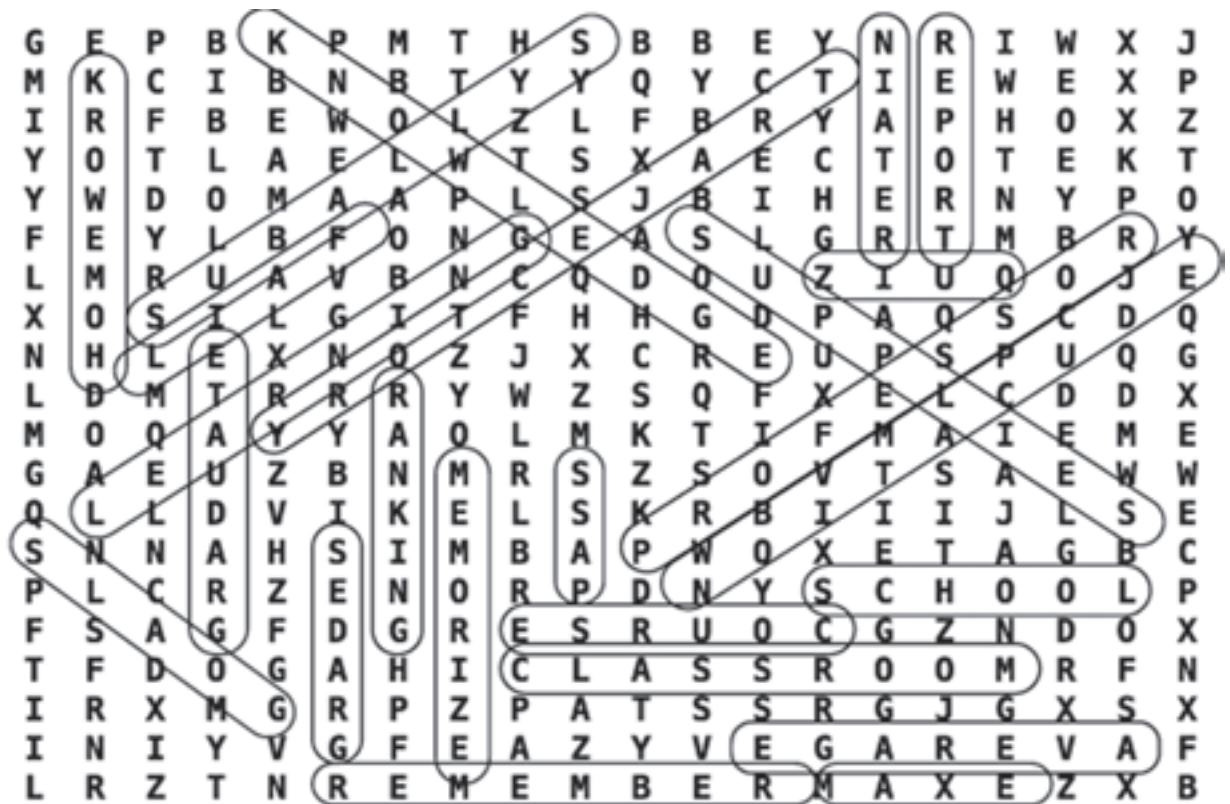 G E P B K P M T H S B B E Y N R I W X J
M K C I B N B T Y Y Q Y C T I E W E X P
I R F B E W O L Z L F B R Y A P H O X Z
Y O T L A E L W T S X A E C T O T E K T
Y W D O M A A P L S J B I H E R N Y P O
F E Y L B F O N G E A S L G R T M B R Y
L M R U A V B N C Q D O U Z I U Q O J E
X O S I L G I T F H H G D P A Q S C D Q
N H L E X N O Z J X C R E U P S P U Q G
L D M T R R R Y W Z S Q F X E L C D D X
M O Q A Y Y A O L M K T I F M A I E M E
G A E U Z B N M R S Z S O V T S A E W W
Q L L D V I K E L S K R B I I I J L S E
S N N A H S I M B A P W Q X E T A G B C
P L C R Z E N O R P D N Y S C H O O L P
F S A G F D G R E S R U O C G Z N D O X
T F D O G A H I C L A S S R O O M R F N
I R X M G R P Z P A T S S R G J G X S X
I N I Y V G F E A Z Y V E G A R E V A F
L R Z T N R E M E M B E R M A X E Z X B